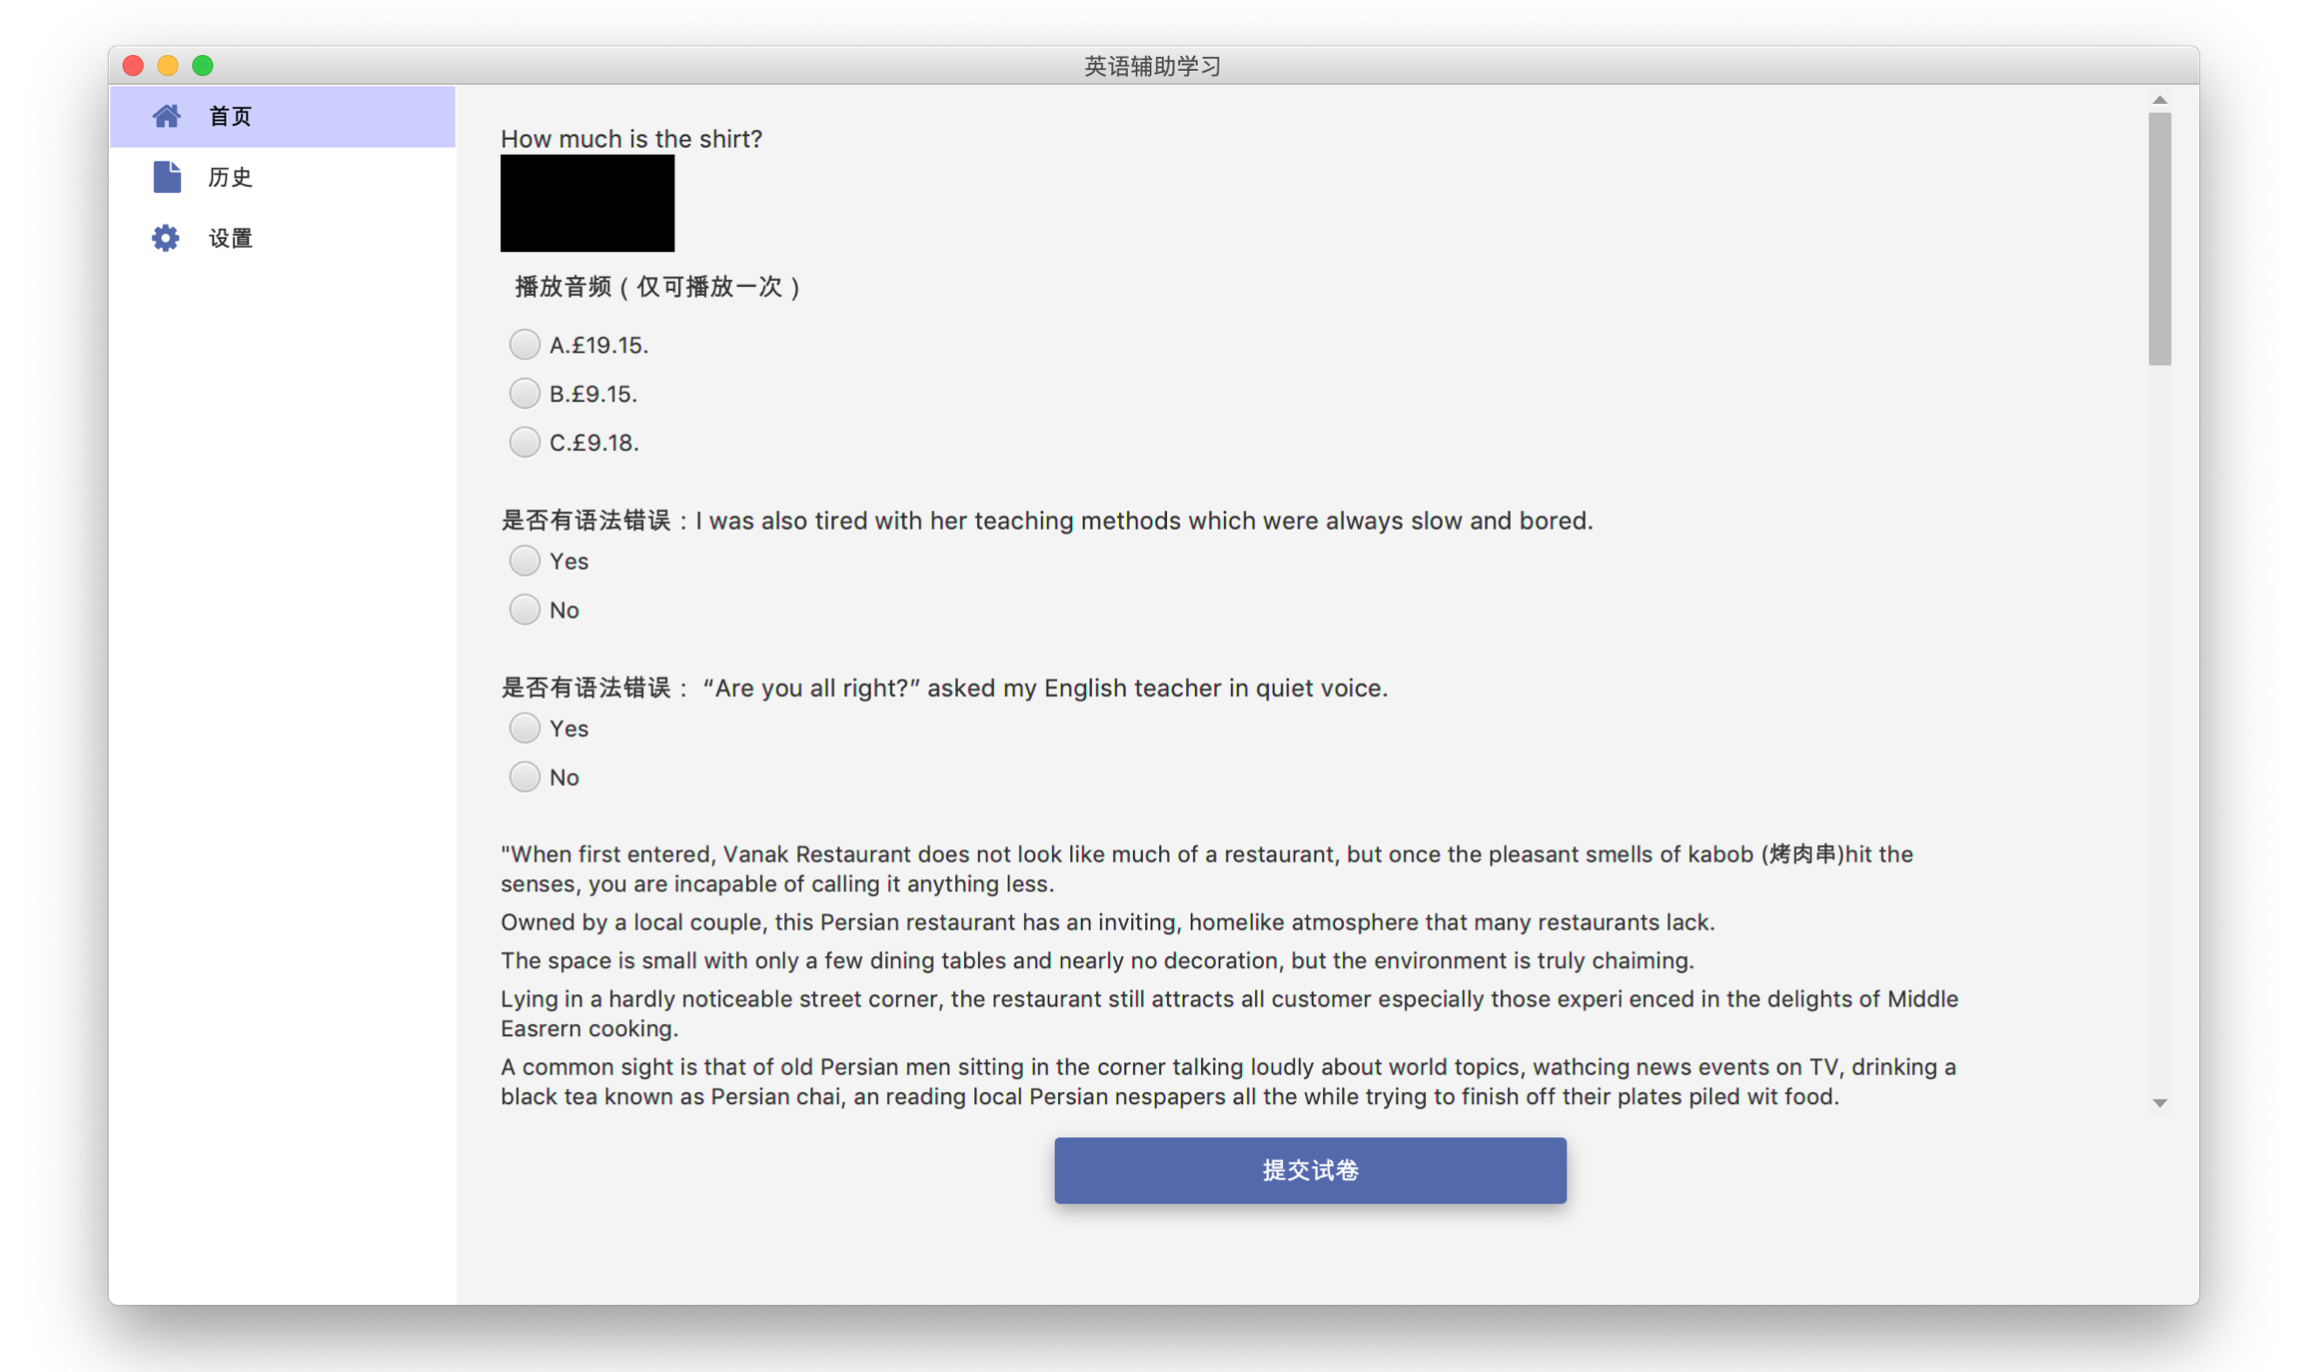 英语辅助学习
首页
历史
设置
How much is the shirt?
播放音频（仅可播放一次）
A.£19.15.
B.£9.15.
C.£9.18.
是否有语法错误：I was also tired with her teaching methods which were always slow and bored.
Yes
No
是否有语法错误： “Are you all right?” asked my English teacher in quiet voice.
Yes
No
"When first entered, Vanak Restaurant does not look like much of a restaurant, but once the pleasant smells of kabob (烤肉串)hit the
senses, you are incapable of calling it anything less.
Owned by a local couple, this Persian restaurant has an inviting, homelike atmosphere that many restaurants lack.
The space is small with only a few dining tables and nearly no decoration, but the environment is truly chaiming.
Lying in a hardly noticeable street corner, the restaurant still attracts all customer especially those experi enced in the delights of Middle
Easrern cooking.
A common sight is that of old Persian men sitting in the corner talking loudly about world topics, wathcing news events on TV, drinking a
black tea known as Persian chai, an reading local Persian nespapers all the while trying to finish off their plates piled wit food.
提交试卷